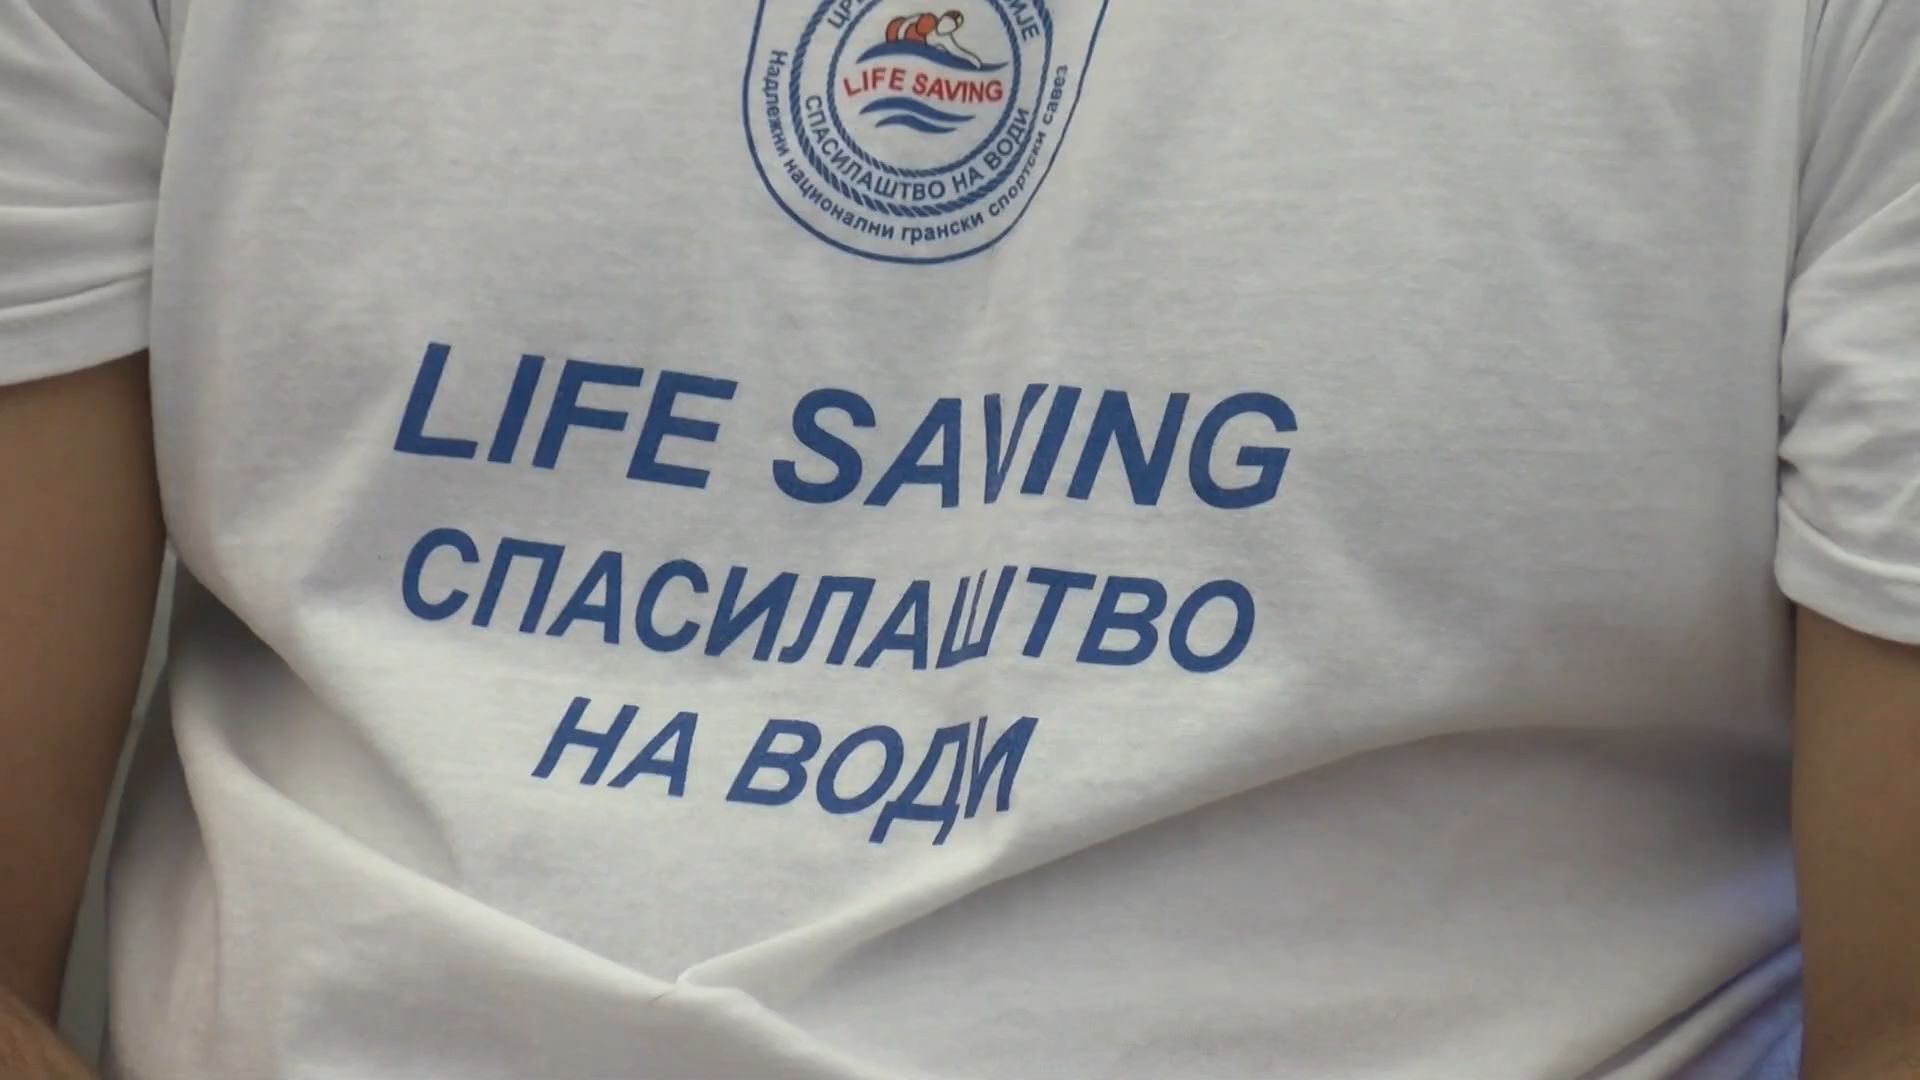 LIFE SAVING
СПАСИЛАШТВО НА ВОДИ
Надлежни национални грански спортски савез
LIFE SAVING
СПАСИЛАШТВО
НА ВОДИ